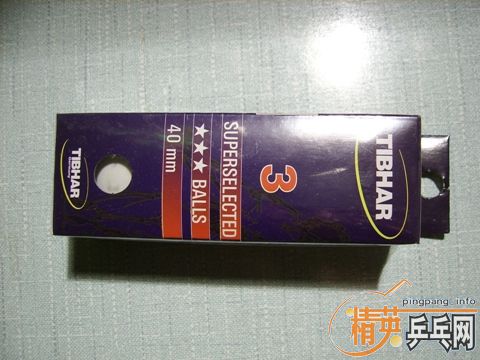 TIBHAR
3
SUPERSELECTED
★★★ BALLS
40 mm
TIBHAR
pingpang.info
精英乒乓网